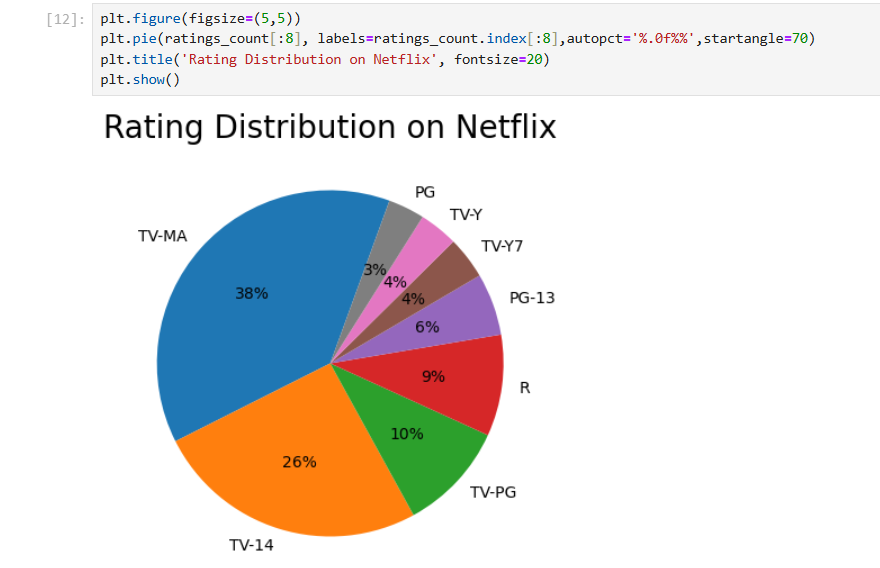 [12]: plt.figure(figsize=(5,5))
plt.pie(ratings_count[:8], labels=ratings_count.index[:8],autopct='%.0f%%',startangle=70)
plt.title('Rating Distribution on Netflix', fontsize=20)
plt.show()
Rating Distribution on Netflix
PG
TV-Y
TV-MA
TV-Y7
3%
4%
38%
4%
PG-13
6%
9%
R
10%
26%
TV-PG
TV-14